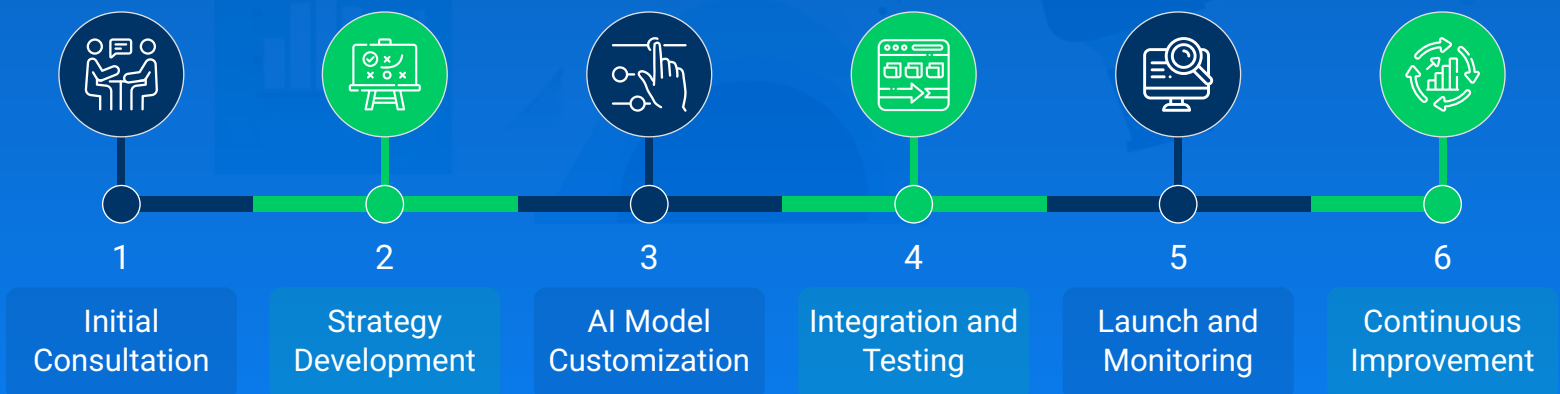 1
Initial
Consultation
2
Strategy
Development
3
AI Model
Customization
4
Integration and
Testing
5
Launch and
Monitoring
6
Continuous
Improvement